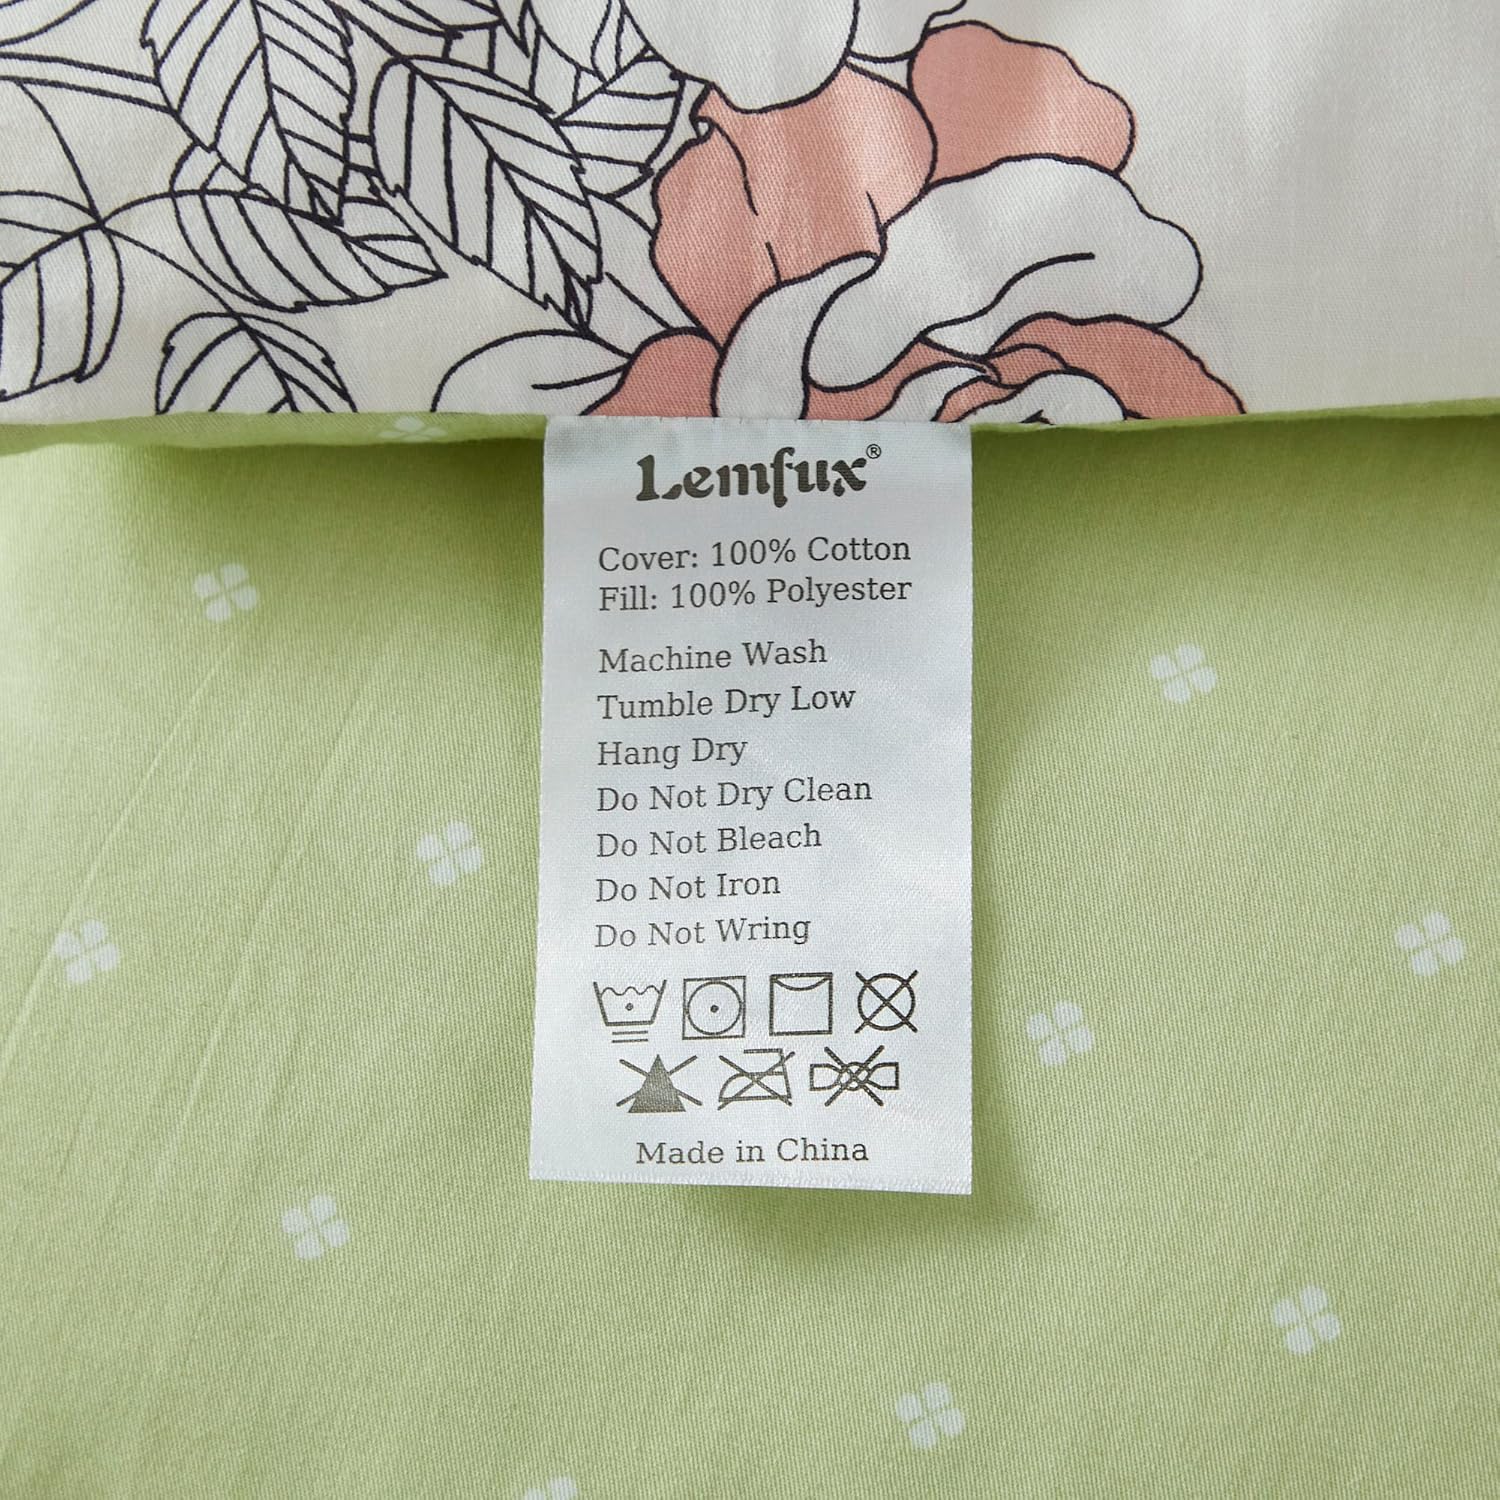 Lemfux®
Cover: 100% Cotton
Fill: 100% Polyester
Machine Wash
Tumble Dry Low
Hang Dry
Do Not Dry Clean
Do Not Bleach
Do Not Iron
Do Not Wring
Made in China